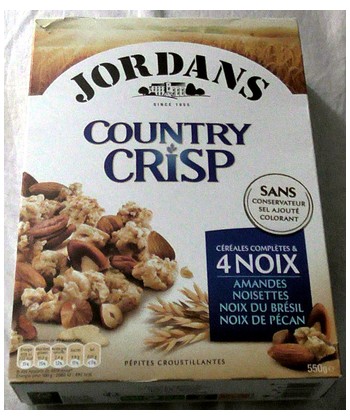 JORDANS
SINCE 1855
COUNTRY
CRISP
SANS
CONSERVATEUR
SEL AJOUTÉ
COLORANT
CÉRÉALES COMPLÈTES &
4 NOIX
AMANDES
NOISETTES
NOIX DU BRÉSIL
NOIX DE PÉCAN
PÉPITES CROUSTILLANTES
550g